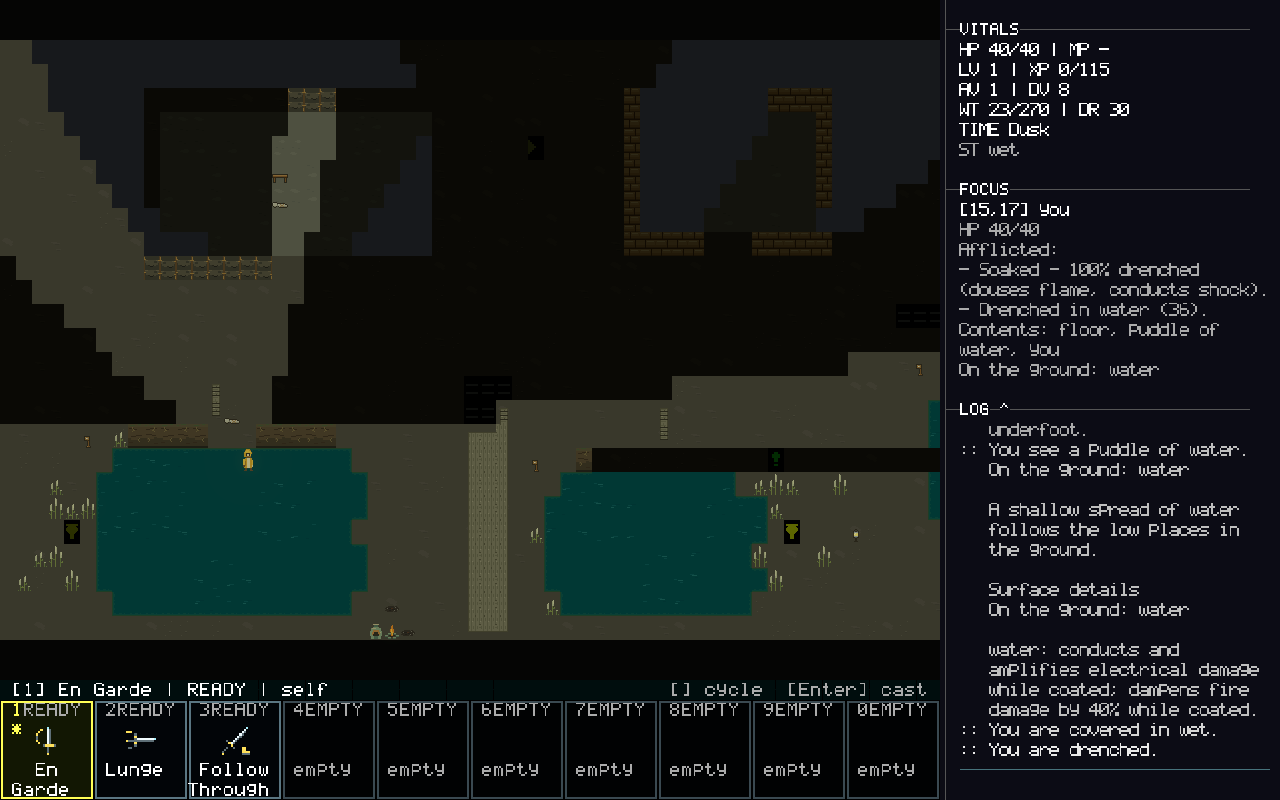 VITALS
HP 40/40 | MP -
LV 1 | XP 0/115
AV 1 | DV 8
WT 23/270 | DR 30
TIME Dusk
ST wet
FOCUS
[15,17] You
HP 40/40
Afflicted:
- Soaked - 100% drenched
(douses flame, conducts shock).
- Drenched in water (36).
Contents: floor, Puddle of
water, You
On the ground: water
LOG ^
underfoot.
:: You see a Puddle of water.
On the ground: water
A shallow spread of water
follows the low places in
the ground.
Surface details
On the ground: water
water: conducts and
amplifies electrical damage
while coated; dampens fire
damage by 40% while coated.
:: You are covered in wet.
:: You are drenched.
[1] En Garde | READY | self
[] cycle [Enter] cast
1READY 2READY 3READY 4EMPTY 5EMPTY 6EMPTY 7EMPTY 8EMPTY 9EMPTY 0EMPTY
*
En Lunge Follow empty empty empty empty empty empty empty
Garde Through